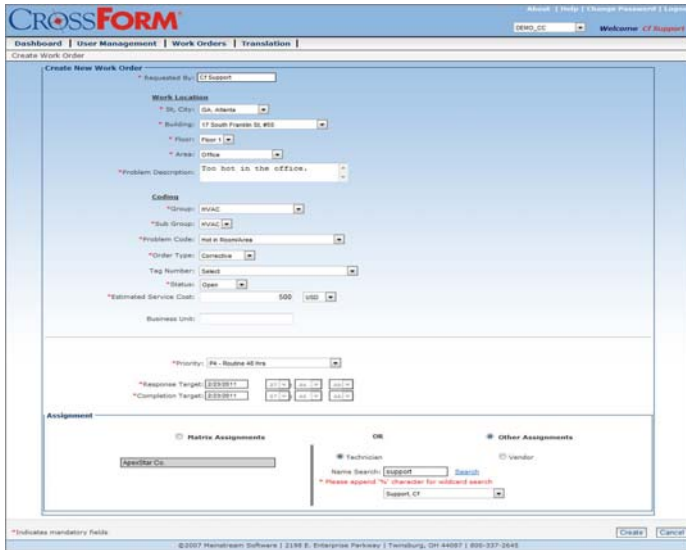 CROSSFORM
About | Help | Change Password | Logout
DEMO_CC
Welcome Cf Support
Dashboard | User Management | Work Orders | Translation |
Create Work Order
Create New Work Order
* Requested By: Cf Support
Work Location
* St, City: GA, Atlanta
* Building: 17 South Franklin St, #55
* Floor: Floor 1
* Area: Office
*Problem Description: Too hot in the office.
Coding
*Group: HVAC
*Sub Group: HVAC
*Problem Code: Hot in Room/Area
*Order Type: Corrective
Tag Number: Select
*Status: Open
*Estimated Service Cost: 500 USD
Business Unit:
*Priority: P4 - Routine 48 Hrs
*Response Target: 2/23/2011
*Completion Target: 2/23/2011
Assignment
Matrix Assignments OR Other Assignments
ApexStar Co.
Technician Vendor
Name Search: support Search
* Please append '%' character for wildcard search
Support, Cf
*Indicates mandatory fields
Create Cancel
©2007 Mainstream Software | 2188 E. Enterprise Parkway | Twinsburg, OH 44087 | 800-337-2645